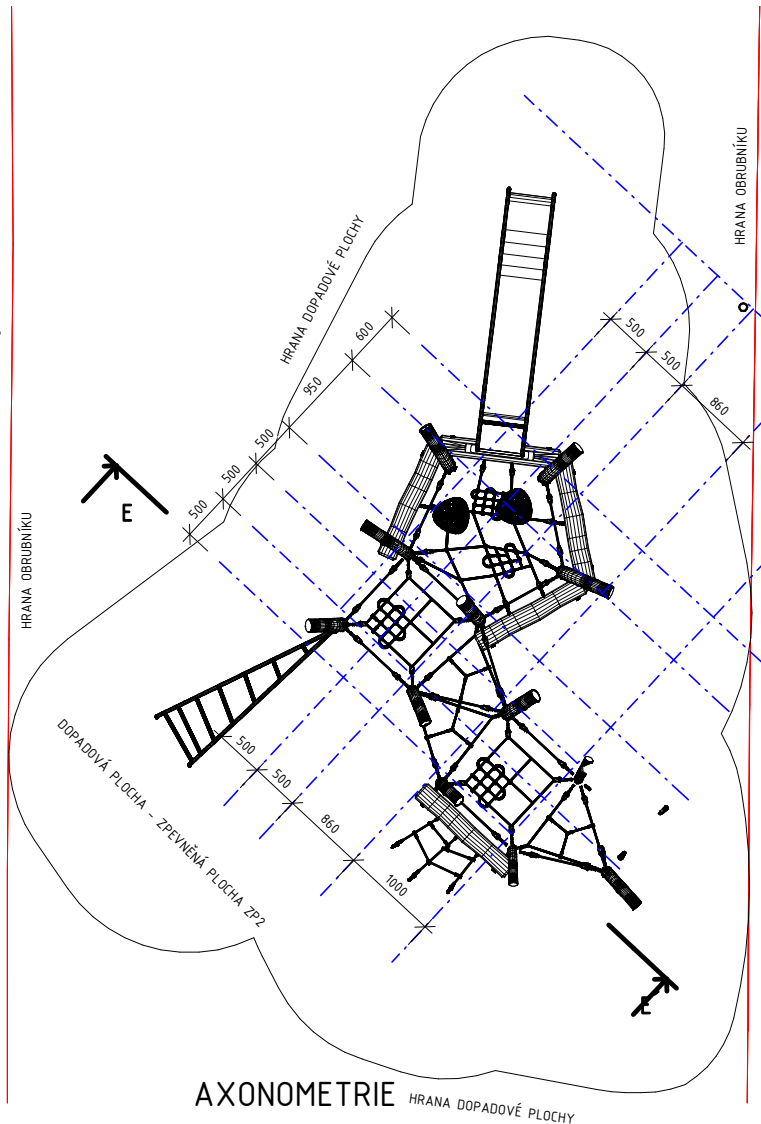 HRANA OBRUBNÍKU
HRANA DOPADOVÉ PLOCHY
600
950
500
500
500
500
500
860
E
HRANA OBRUBNÍKU
DOPADOVÁ PLOCHA - ZPEVNĚNÁ PLOCHA ZP2
500
500
860
1000
E
AXONOMETRIE
HRANA DOPADOVÉ PLOCHY